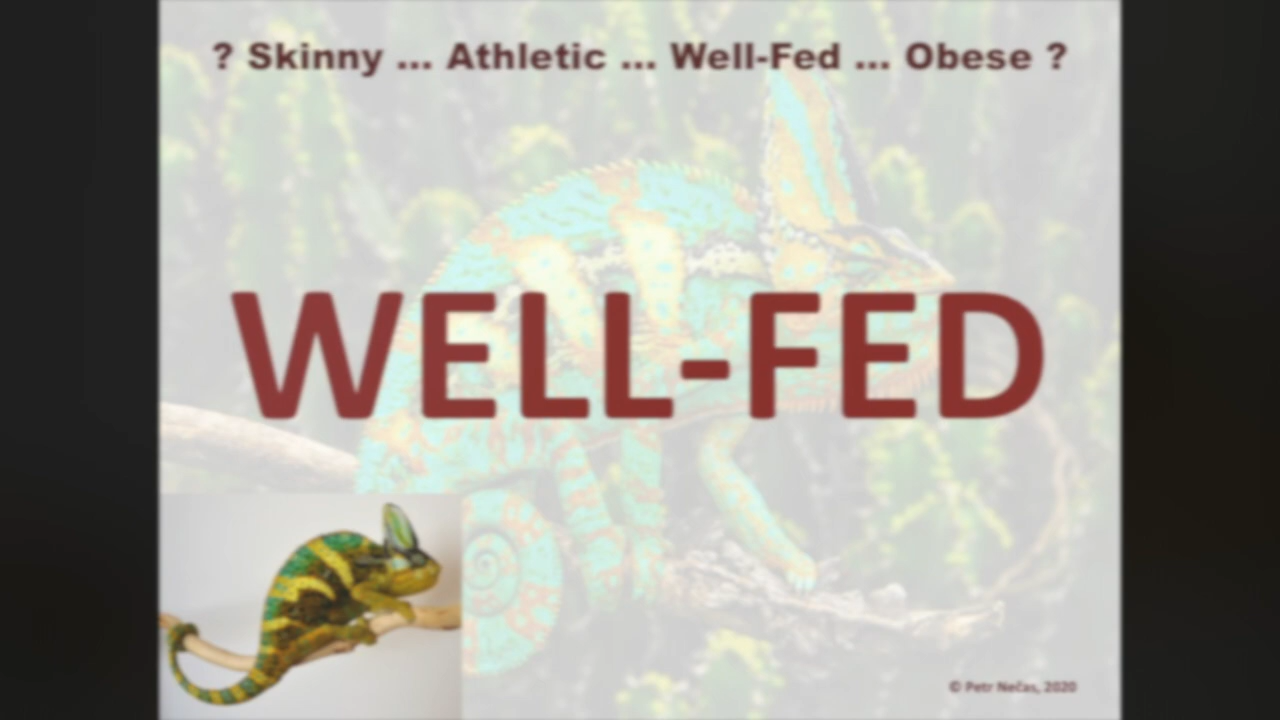 ? Skinny ... Athletic ... Well-Fed ... Obese ?
WELL-FED
© Petr Nečas, 2020